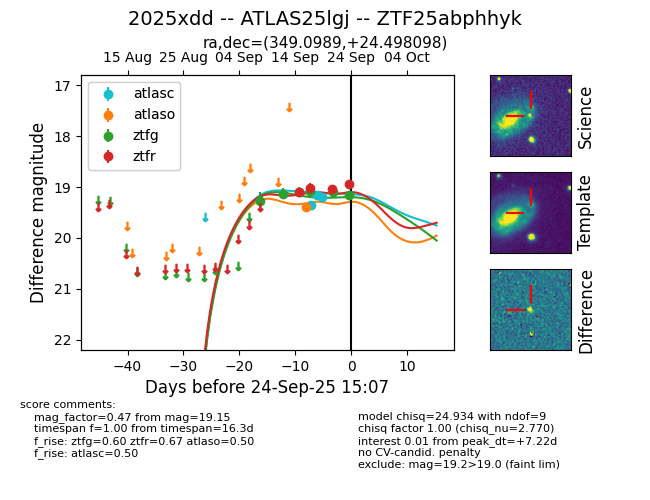 2025xdd -- ATLAS25lgj -- ZTF25abphhyk
ra,dec=(349.0989,+24.498098)
15 Aug 25 Aug 04 Sep 14 Sep 24 Sep 04 Oct
17
18
19
20
21
22
Difference magnitude
atlasc
atlaso
ztfg
ztfr
−40 −30 −20 −10 0 10
Days before 24-Sep-25 15:07
Science
Template
Difference
score comments:
mag_factor=0.47 from mag=19.15
timespan f=1.00 from timespan=16.3d
f_rise: ztfg=0.60 ztfr=0.67 atlaso=0.50
f_rise: atlasc=0.50
model chisq=24.934 with ndof=9
chisq factor 1.00 (chisq_nu=2.770)
interest 0.01 from peak_dt=+7.22d
no CV-candid. penalty
exclude: mag=19.2>19.0 (faint lim)